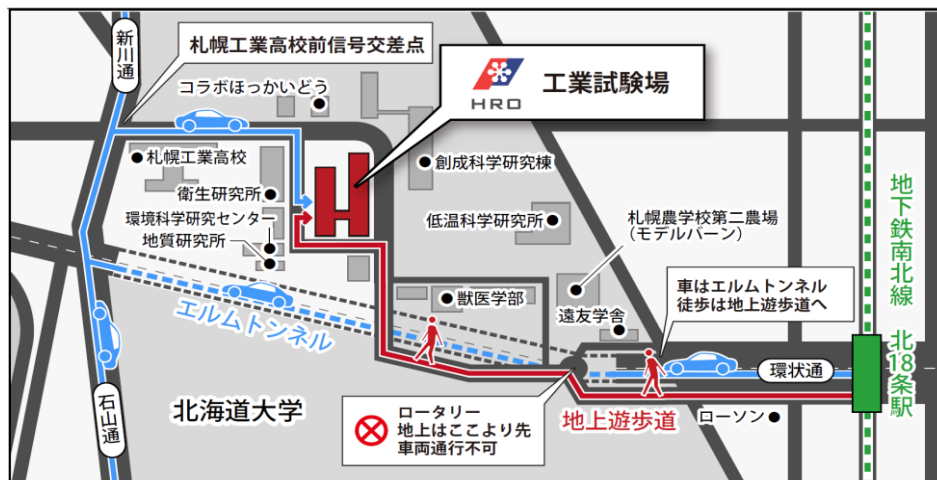 新川通
札幌工業高校前信号交差点
コラボほっかいどう
HRO
工業試験場
札幌工業高校
衛生研究所
環境科学研究センター
地質研究所
創成科学研究棟
低温科学研究所
札幌農学校第二農場
（モデルバーン）
地下鉄南北線 北18条駅
車はエルムトンネル
徒歩は地上遊歩道へ
獣医学部
遠友学舎
エルムトンネル
環状通
石山通
北海道大学
ロータリー
地上はここより先
車両通行不可
地上遊歩道
ローソン